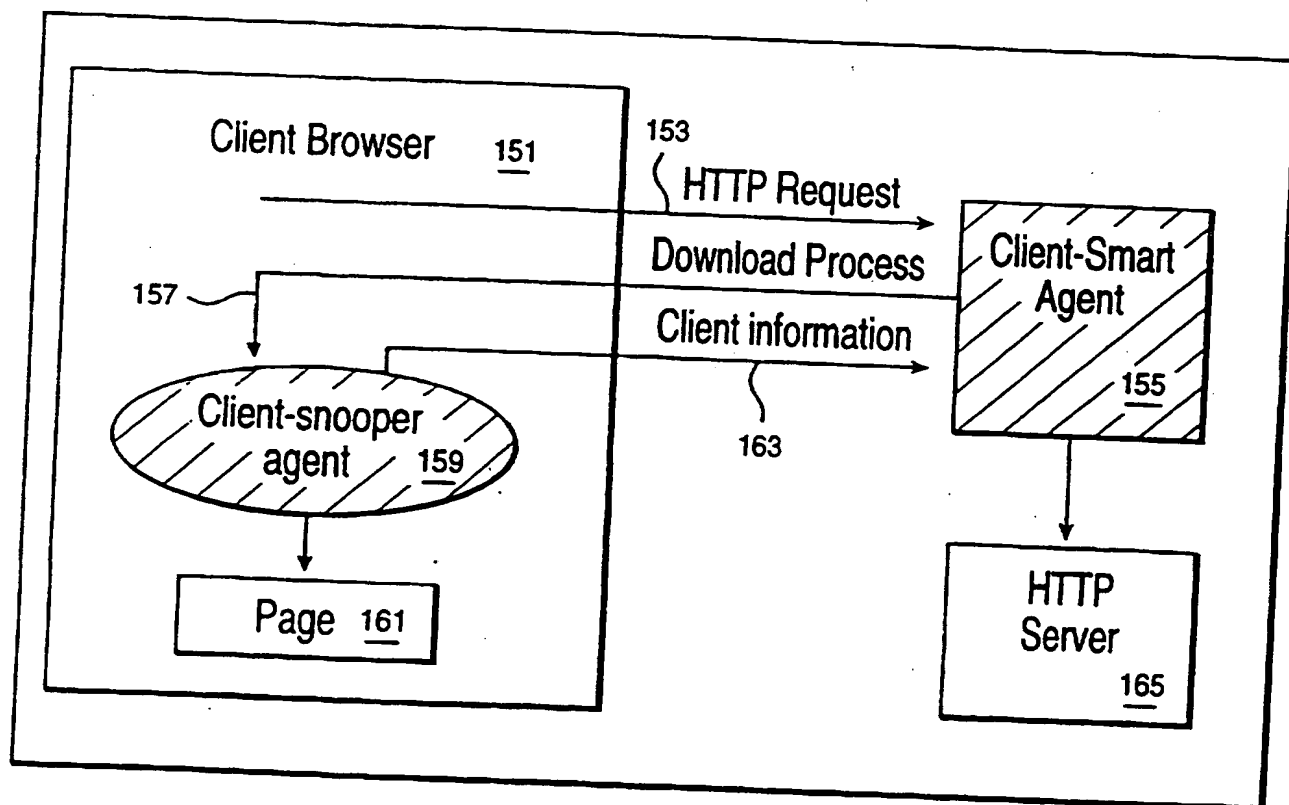 Client Browser 151
153
HTTP Request
Download Process
157
Client information
163
Client-Smart
Agent
155
Client-snooper
agent 159
Page 161
HTTP
Server
165